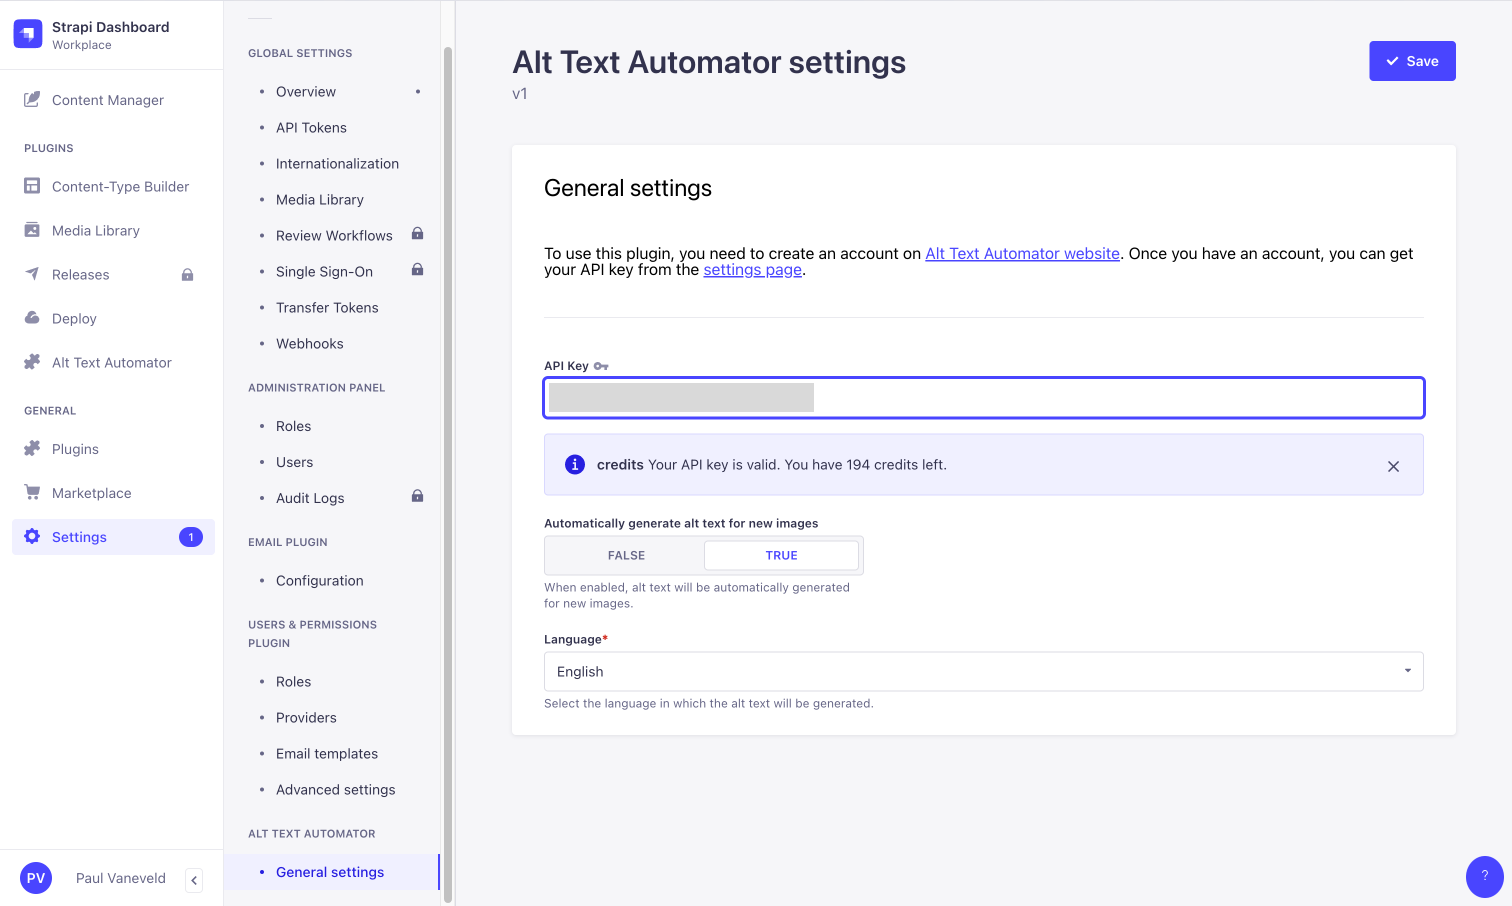 Strapi Dashboard
Workplace
Content Manager
PLUGINS
Content-Type Builder
Media Library
Releases
Deploy
Alt Text Automator
GENERAL
Plugins
Marketplace
Settings 1
PV Paul Vaneveld
GLOBAL SETTINGS
Overview
API Tokens
Internationalization
Media Library
Review Workflows
Single Sign-On
Transfer Tokens
Webhooks
ADMINISTRATION PANEL
Roles
Users
Audit Logs
EMAIL PLUGIN
Configuration
USERS & PERMISSIONS
PLUGIN
Roles
Providers
Email templates
Advanced settings
ALT TEXT AUTOMATOR
General settings
Alt Text Automator settings
v1
Save
General settings
To use this plugin, you need to create an account on Alt Text Automator website. Once you have an account, you can get
your API key from the settings page.
API Key
credits Your API key is valid. You have 194 credits left.
Automatically generate alt text for new images
FALSE TRUE
When enabled, alt text will be automatically generated
for new images.
Language*
English
Select the language in which the alt text will be generated.
?